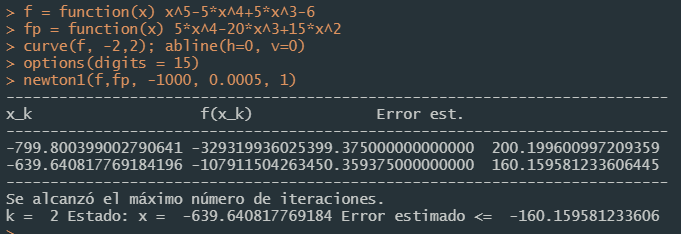 > f = function(x) x^5-5*x^4+5*x^3-6
> fp = function(x) 5*x^4-20*x^3+15*x^2
> curve(f, -2,2); abline(h=0, v=0)
> options(digits = 15)
> newton1(f,fp, -1000, 0.0005, 1)
--------------------------------------------------------------------------
x_k f(x_k) Error est.
--------------------------------------------------------------------------
-799.800399002790641 -329319936025399.375000000000000 200.199600997209359
-639.640817769184196 -107911504263450.359375000000000 160.159581233606445
--------------------------------------------------------------------------
Se alcanzó el máximo número de iteraciones.
k = 2 Estado: x = -639.640817769184 Error estimado <= -160.159581233606
>